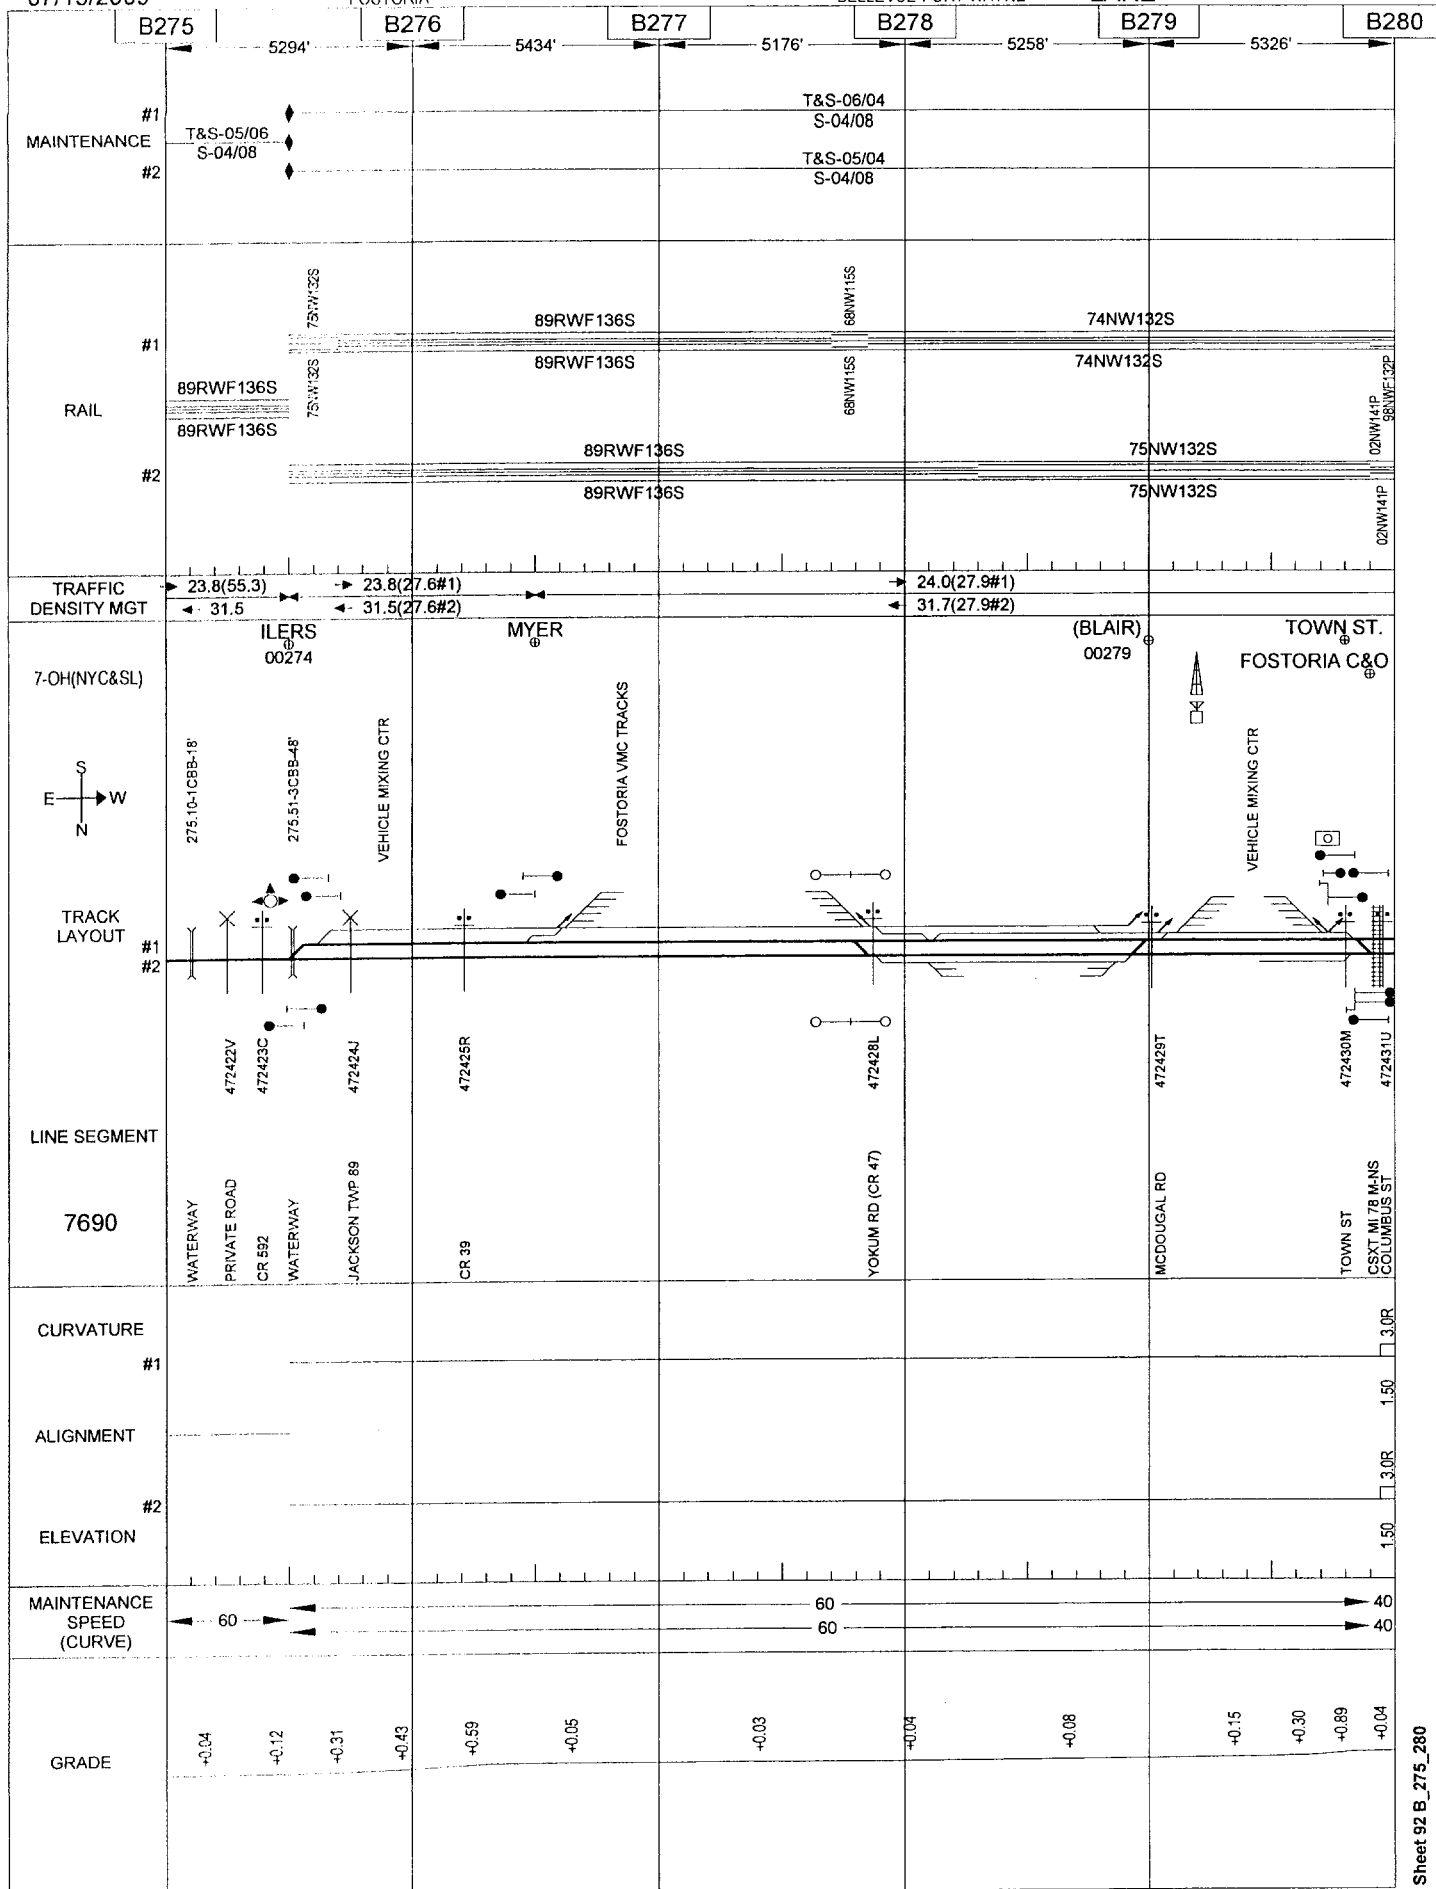 B275 B276 B277 B278 B279 B280
5294' 5434' 5176' 5258' 5326'
#1
MAINTENANCE
#2
T&S-05/06
S-04/08
T&S-06/04
S-04/08
T&S-05/04
S-04/08
RAIL
#1
#2
75NW132S
75NW132S
89RWF136S
89RWF136S
68NW115S
68NW115S
74NW132S
74NW132S
89RWF136S
89RWF136S
89RWF136S
89RWF136S
75NW132S
75NW132S
02NW141P
98NWF132P
02NW141P
TRAFFIC
DENSITY MGT
23.8(55.3)
31.5
23.8(27.6#1)
31.5(27.6#2)
24.0(27.9#1)
31.7(27.9#2)
ILERS
00274
MYER
(BLAIR)
00279
TOWN ST.
FOSTORIA C&O
7-OH(NYC&SL)
S
E W
N
275.10-1CBB-18'
275.51-3CBB-48'
VEHICLE MIXING CTR
FOSTORIA VMC TRACKS
VEHICLE MIXING CTR
TRACK
LAYOUT
#1
#2
472422V
472423C
472424J
472425R
472428L
472429T
472430M
472431U
LINE SEGMENT
7690
WATERWAY
PRIVATE ROAD
CR 592
WATERWAY
JACKSON TWP 89
CR 39
YOKUM RD (CR 47)
MCDOUGAL RD
TOWN ST
CSXT MI 78 M-NS
COLUMBUS ST
CURVATURE
#1
ALIGNMENT
#2
ELEVATION
3.0R
1.50
3.0R
1.50
MAINTENANCE
SPEED
(CURVE)
60
60 40
60 40
GRADE
+0.04
+0.12
+0.31
+0.43
+0.59
+0.05
+0.03
+0.04
+0.08
+0.15
+0.30
+0.89
+0.04
Sheet 92 B_275_280